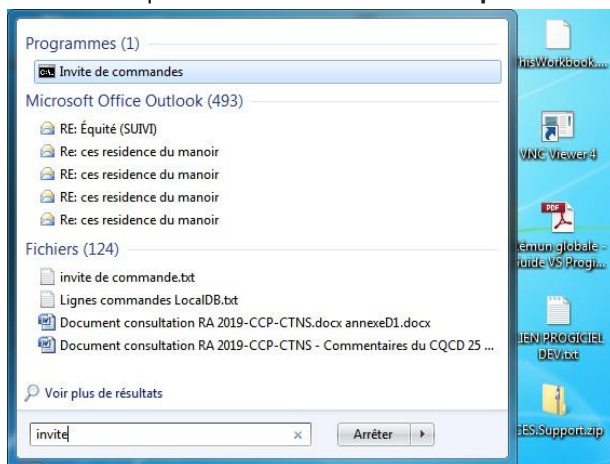 Programmes (1)
Invite de commandes
Microsoft Office Outlook (493)
RE: Équité (SUIVI)
Re: ces residence du manoir
RE: ces residence du manoir
RE: ces residence du manoir
Re: ces residence du manoir
Fichiers (124)
invite de commande.txt
Lignes commandes LocalDB.txt
Document consultation RA 2019-CCP-CTNS.docx annexeD1.docx
Document consultation RA 2019-CCP-CTNS - Commentaires du CQCD 25 ...
Voir plus de résultats
invite
Arrêter
hisWorkbook....
VNC Viewer 4
PDF
émun globale -
uide VS Progi...
IEN PROGICIEL
DEV.txt
CES.Support.zip